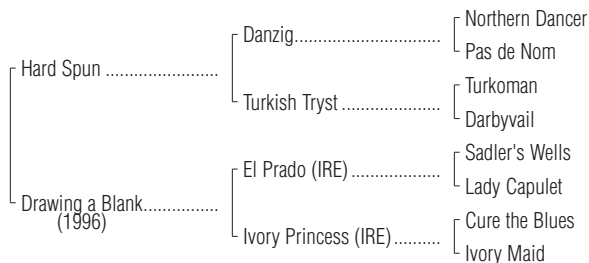 Northern Dancer
Danzig..............................
Pas de Nom
Hard Spun ........................
Turkoman
Turkish Tryst .....................
Darbyvail
Sadler's Wells
El Prado (IRE) ...................
Lady Capulet
Drawing a Blank................
(1996)
Cure the Blues
Ivory Princess (IRE)..........
Ivory Maid